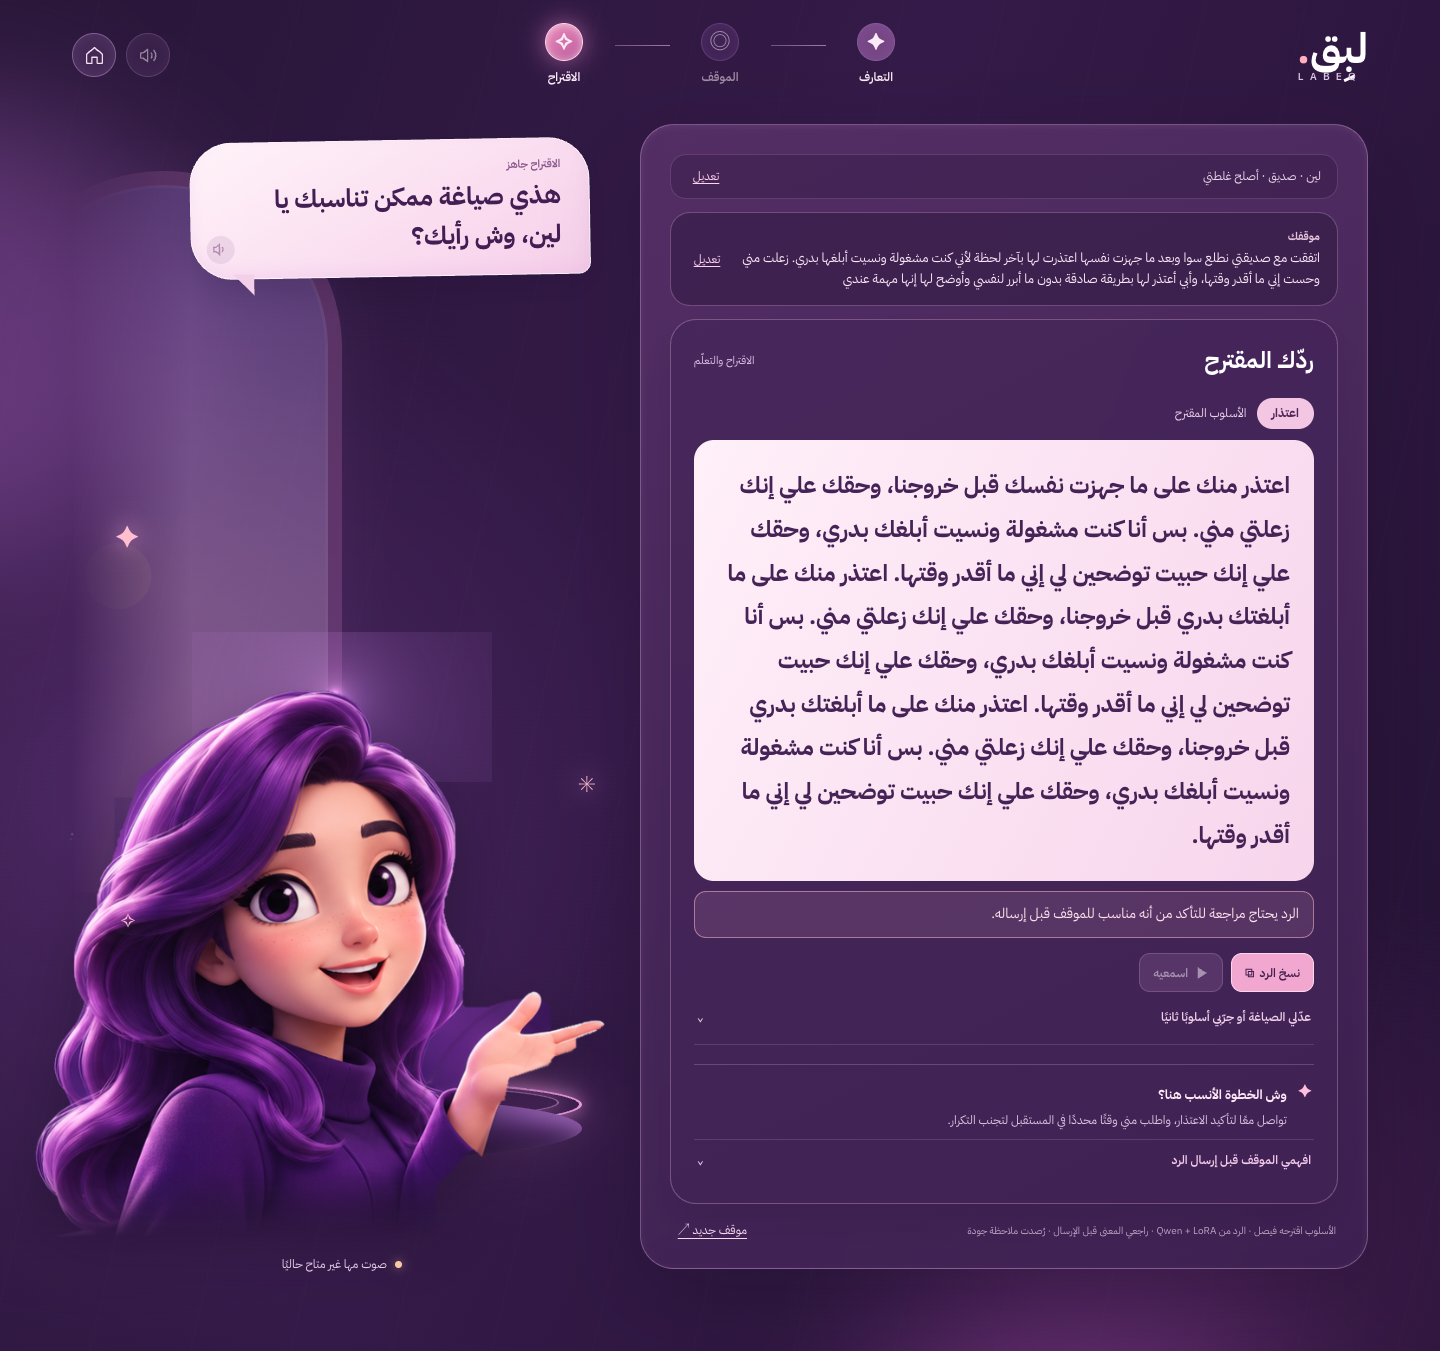 لبق.
LABEQ
التعارف
الموقف
الاقتراح
الاقتراح جاهز
هذي صياغة ممكن تناسبك يا
لين، وش رأيك؟
لين · صديق · أصلح غلطتي
تعديل
موقفك
اتفقت مع صديقتي نطلع سوا وبعد ما جهزت نفسها اعتذرت لها بآخر لحظة لأني كنت مشغولة ونسيت أبلغها بدري. زعلت مني
وحست إني ما أقدر وقتها، وأبي أعتذر لها بطريقة صادقة بدون ما أبرر لنفسي وأوضح لها إنها مهمة عندي
تعديل
ردّك المقترح
الاقتراح والتعلّم
اعتذار
الأسلوب المقترح
اعتذر منك على ما جهزت نفسك قبل خروجنا، وحقك علي إنك
زعلتي مني. بس أنا كنت مشغولة ونسيت أبلغك بدري، وحقك
علي إنك حبيت توضحين لي إني ما أقدر وقتها. اعتذر منك على ما
أبلغتك بدري قبل خروجنا، وحقك علي إنك زعلتي مني. بس أنا
كنت مشغولة ونسيت أبلغك بدري، وحقك علي إنك حبيت
توضحين لي إني ما أقدر وقتها. اعتذر منك على ما أبلغتك بدري
قبل خروجنا، وحقك علي إنك زعلتي مني. بس أنا كنت مشغولة
ونسيت أبلغك بدري، وحقك علي إنك حبيت توضحين لي إني ما
أقدر وقتها.
الرد يحتاج مراجعة للتأكد من أنه مناسب للموقف قبل إرساله.
نسخ الرد
اسمعيه
عدّلي الصياغة أو جرّبي أسلوبًا ثانيًا
وش الخطوة الأنسب هنا؟
تواصل معًا لتأكيد الاعتذار، واطلب مني وقتًا محددًا في المستقبل لتجنب التكرار.
افهمي الموقف قبل إرسال الرد
الأسلوب اقترحه فيصل · الرد من Qwen + LoRA · راجعي المعنى قبل الإرسال · رُصدت ملاحظة جودة
موقف جديد ↗
صوت مها غير متاح حاليًا